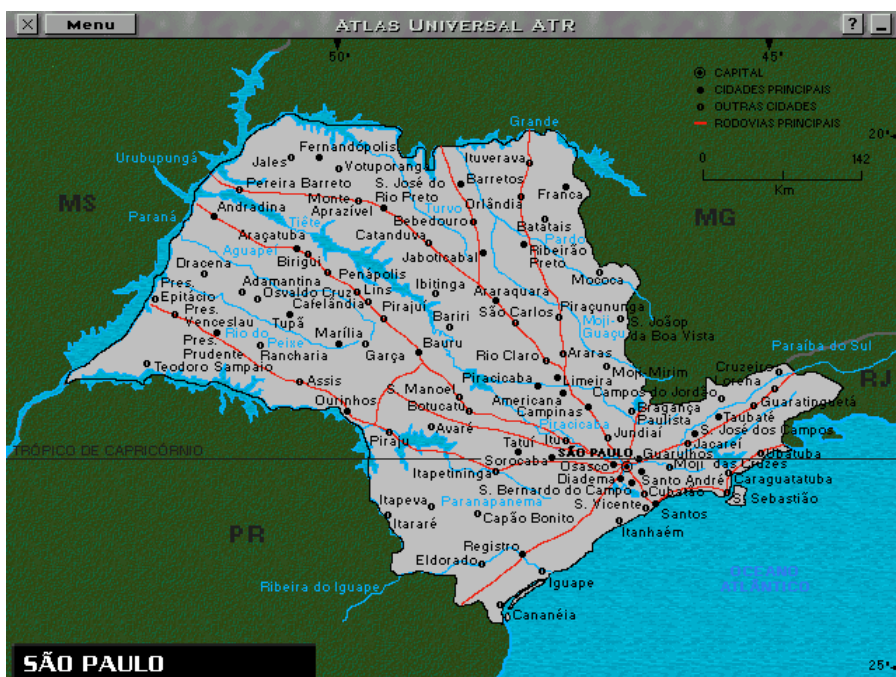 Menu
ATLAS UNIVERSAL ATR
?
50°
45°
CAPITAL
CIDADES PRINCIPAIS
OUTRAS CIDADES
RODOVIAS PRINCIPAIS
20°
0
142
Km
MS
MG
RJ
PR
Grande
Urubupungá
Fernandópolis
Jales
Votuporanga
Ituverava
Pereira Barreto
S. José do
Rio Preto
Barretos
Franca
Monte
Aprazível
Orlândia
Andradina
Paraná
Tiête
Turvo
Bebedouro
Batatais
Pardo
Araçatuba
Catanduva
Ribeirão
Preto
Aguapeí
Birigui
Jaboticabal
Dracena
Penápolis
Mococa
Pres.
Epitácio
Adamantina
Osvaldo Cruz
Lins
Ibitinga
Araraquara
Cafelândia
Pirajuí
São Carlos
Piraçununga
Pres.
Venceslau
Tupã
Bariri
Moji-
Guaçu
S. Joãop
da Boa Vista
Rio do
Peixe
Marília
Paraíba do Sul
Pres.
Prudente
Rancharia
Garça
Bauru
Rio Claro
Araras
Teodoro Sampaio
Moji-Mirim
Cruzeiro
Lorena
Assis
S. Manoel
Piracicaba
Limeira
Campos do Jordão
Ourinhos
Botucatu
Americana
Campinas
Bragança
Paulista
Guaratinguetá
Taubaté
Avaré
Piracicaba
S. José dos Campos
Piraju
Tatuí
Itu
Jundiaí
Jacareí
TRÓPICO DE CAPRICÓRNIO
SÃO PAULO
Guarulhos
Ubatuba
Sorocaba
Osasco
Moji das Cruzes
Itapetininga
Diadema
Santo André
Caraguatatuba
S. Bernardo do Campo
Cubatão
S. Sebastião
Itapeva
Paranapanema
S. Vicente
Santos
Itararé
Capão Bonito
Itanhaém
Registro
Eldorado
Iguape
OCEANO
ATLÂNTICO
Ribeira do Iguape
Cananéia
SÃO PAULO
25°